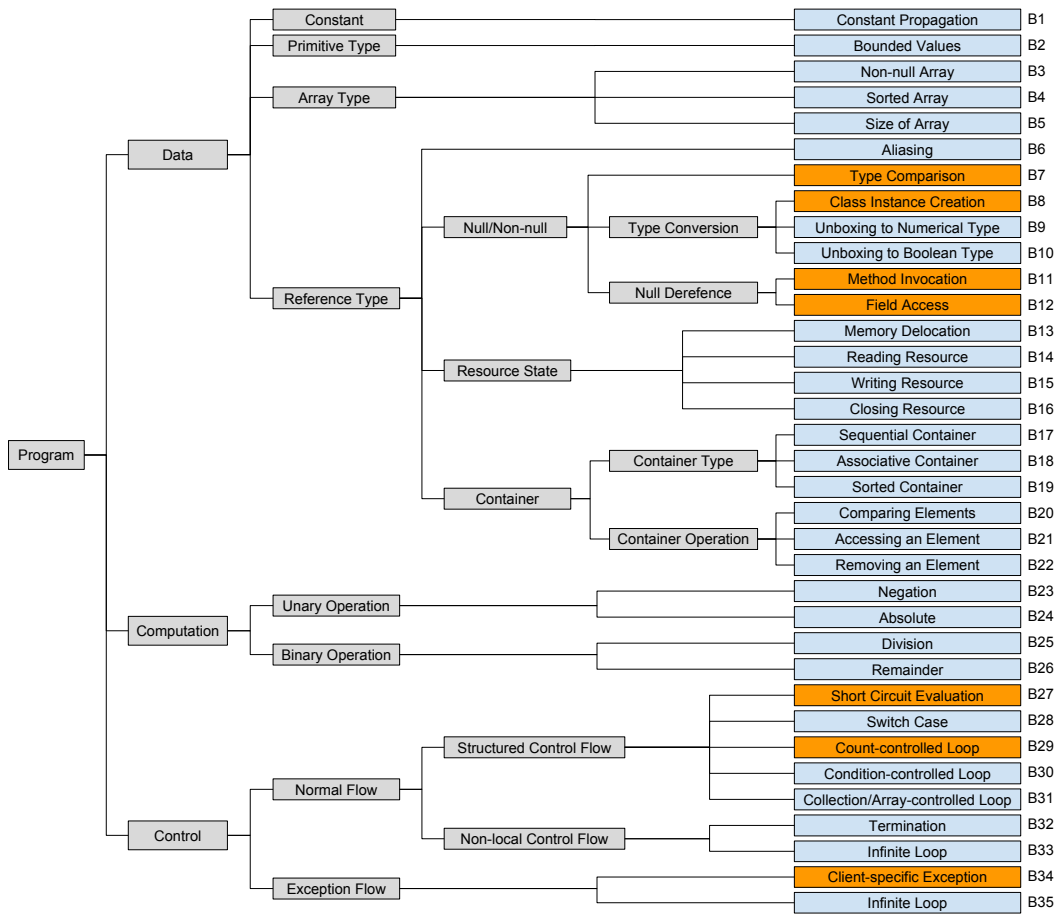 Constant
Constant Propagation B1
Primitive Type
Bounded Values B2
Non-null Array B3
Array Type
Sorted Array B4
Size of Array B5
Data
Aliasing B6
Type Comparison B7
Class Instance Creation B8
Null/Non-null
Type Conversion
Unboxing to Numerical Type B9
Unboxing to Boolean Type B10
Method Invocation B11
Reference Type
Null Derefence
Field Access B12
Memory Delocation B13
Reading Resource B14
Resource State
Writing Resource B15
Closing Resource B16
Sequential Container B17
Program
Container Type
Associative Container B18
Sorted Container B19
Container
Comparing Elements B20
Container Operation
Accessing an Element B21
Removing an Element B22
Negation B23
Unary Operation
Absolute B24
Computation
Division B25
Binary Operation
Remainder B26
Short Circuit Evaluation B27
Switch Case B28
Structured Control Flow
Count-controlled Loop B29
Condition-controlled Loop B30
Normal Flow
Collection/Array-controlled Loop B31
Termination B32
Control
Non-local Control Flow
Infinite Loop B33
Client-specific Exception B34
Exception Flow
Infinite Loop B35